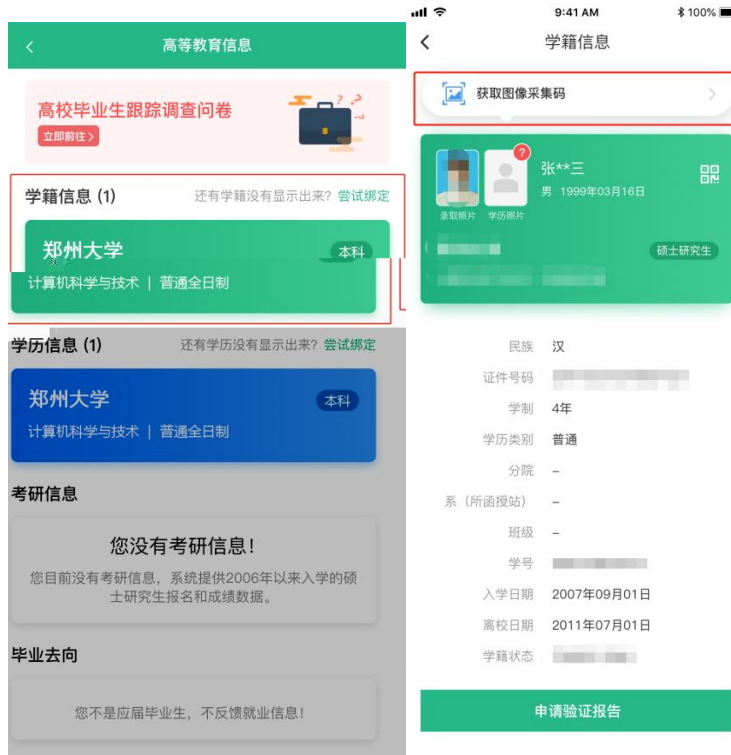 高等教育信息
高校毕业生跟踪调查问卷
立即前往>
学籍信息 (1)
还有学籍没有显示出来？尝试绑定
郑州大学
本科
计算机科学与技术 | 普通全日制
学历信息 (1)
还有学历没有显示出来？尝试绑定
郑州大学
本科
计算机科学与技术 | 普通全日制
考研信息
您没有考研信息！
您目前没有考研信息，系统提供2006年以来入学的硕
士研究生报名和成绩数据。
毕业去向
您不是应届毕业生，不反馈就业信息！
9:41 AM
100%
学籍信息
获取图像采集码
张**三
男 1999年03月16日
录取照片 学历照片
硕士研究生
民族 汉
证件号码
学制 4年
学历类别 普通
分院 –
系（所函授站） –
班级 –
学号
入学日期 2007年09月01日
离校日期 2011年07月01日
学籍状态
申请验证报告